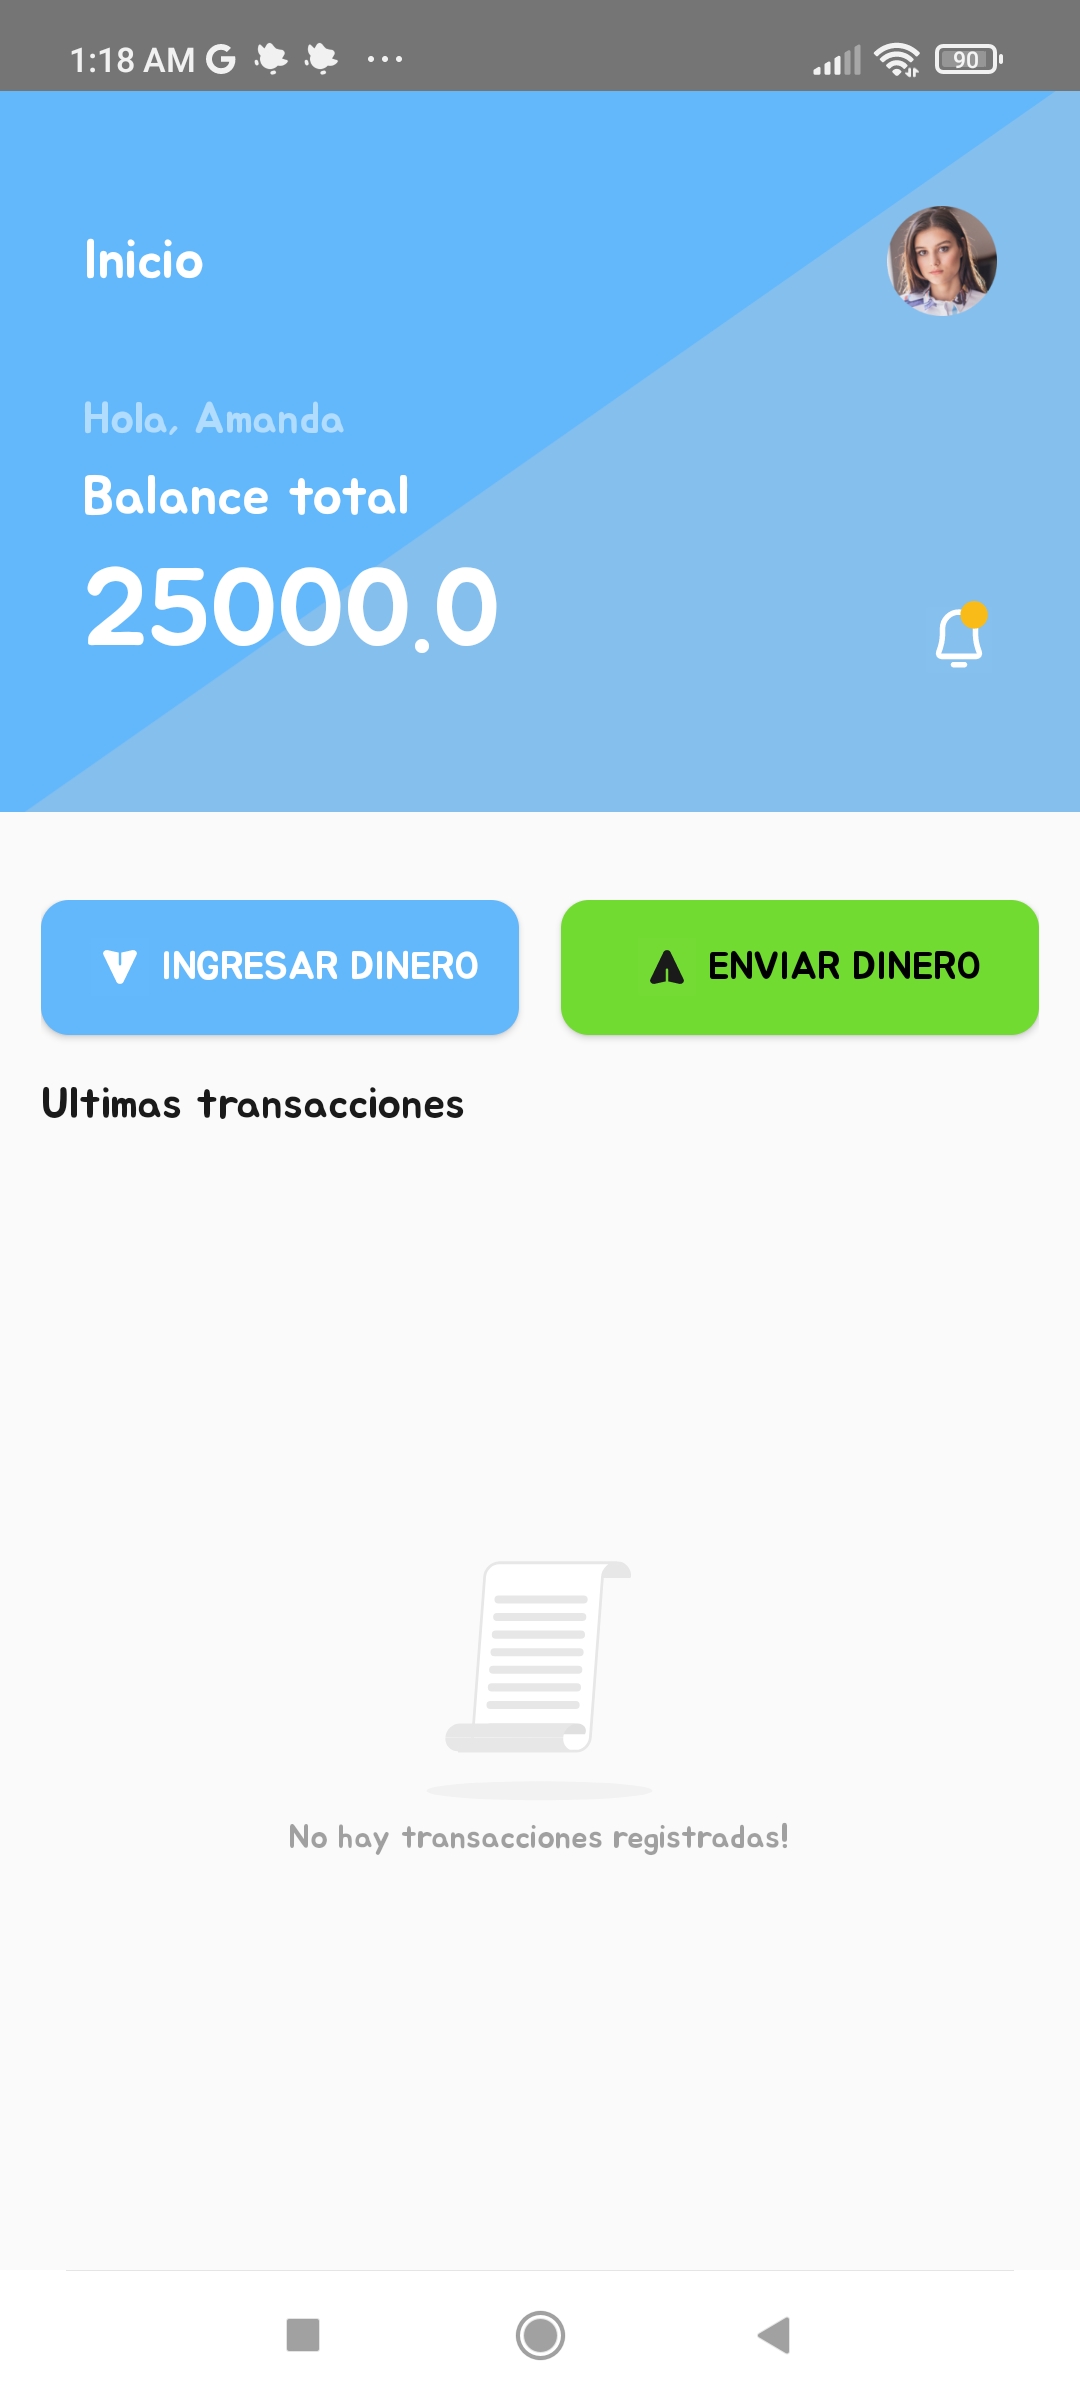 1:18 AM G ... 90
Inicio
Hola, Amanda
Balance total
25000.0
INGRESAR DINERO
ENVIAR DINERO
Ultimas transacciones
No hay transacciones registradas!